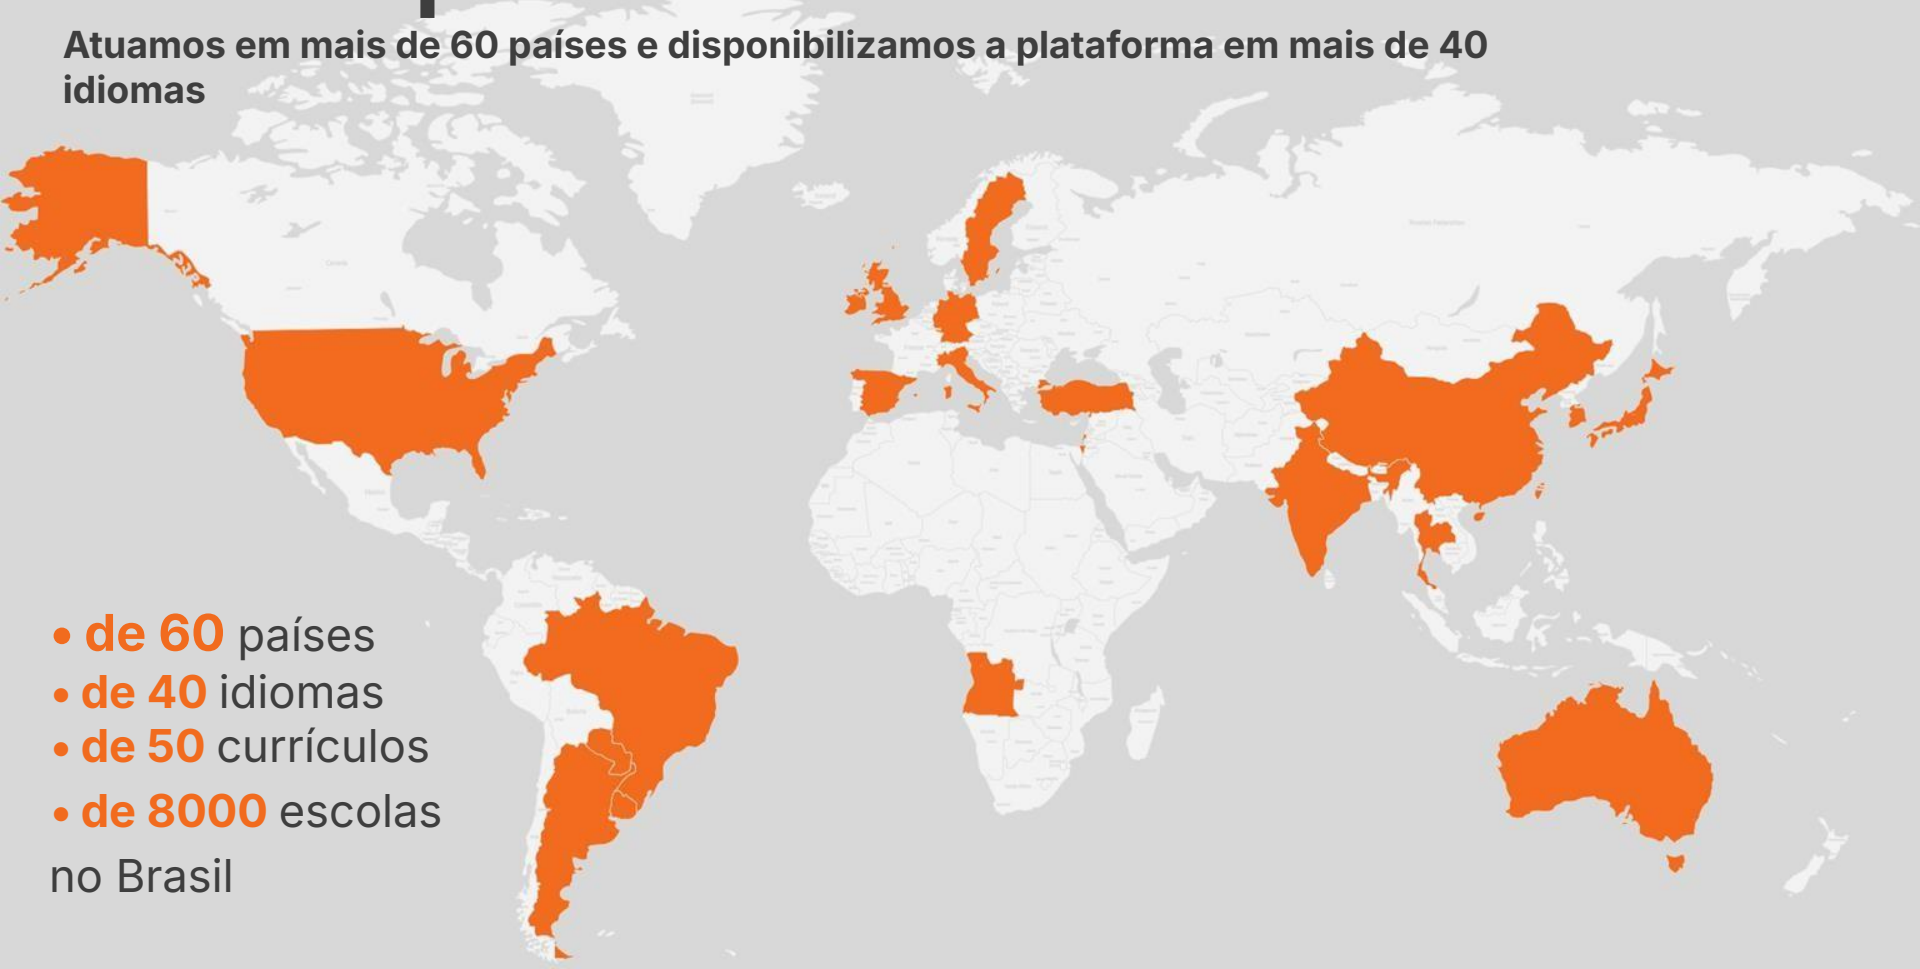 Atuamos em mais de 60 países e disponibilizamos a plataforma em mais de 40
idiomas
• de 60 países
• de 40 idiomas
• de 50 currículos
• de 8000 escolas
no Brasil